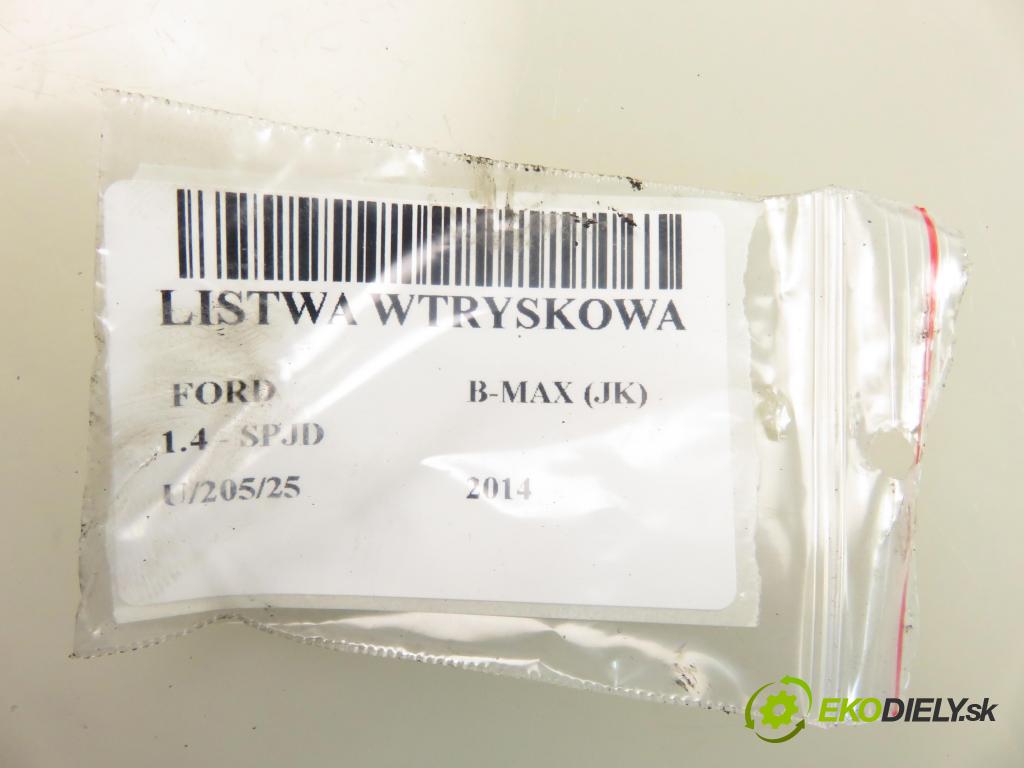 LISTWA WTRYSKOWA
FORD B-MAX (JK)
1.4 - SPJD
U/205/25 2014
EKODIELY.sk